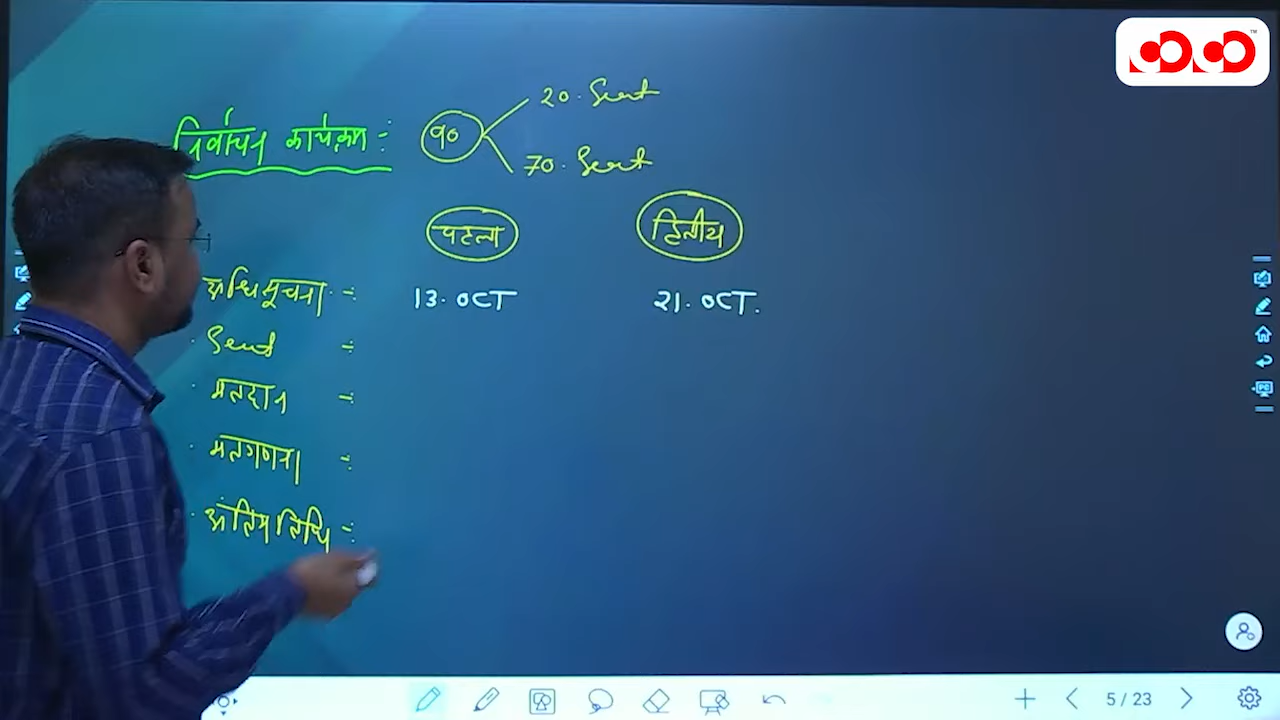 निर्वाचन कार्यक्रम :- 90 20. Seat
70. Seat
पहला द्वितीय
अधिसूचना :- 13. OCT 21. OCT.
Seat :-
मतदान :-
मतगणना :-
अंतिम तिथि :-
5 / 23